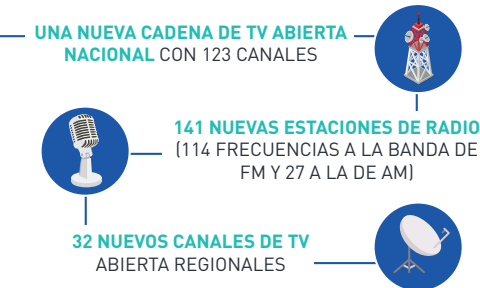 UNA NUEVA CADENA DE TV ABIERTA
NACIONAL CON 123 CANALES
141 NUEVAS ESTACIONES DE RADIO
(114 FRECUENCIAS A LA BANDA DE
FM Y 27 A LA DE AM)
32 NUEVOS CANALES DE TV
ABIERTA REGIONALES